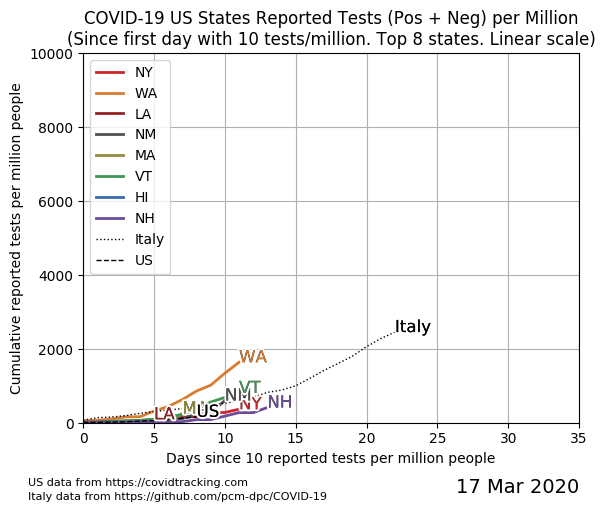 COVID-19 US States Reported Tests (Pos + Neg) per Million
(Since first day with 10 tests/million. Top 8 states. Linear scale)
Cumulative reported tests per million people
10000
8000
6000
4000
2000
0
NY
WA
LA
NM
MA
VT
HI
NH
Italy
US
Italy
WA
VT
NM
NH
NY
MA
US
LA
0 5 10 15 20 25 30 35
Days since 10 reported tests per million people
US data from https://covidtracking.com
Italy data from https://github.com/pcm-dpc/COVID-19
17 Mar 2020